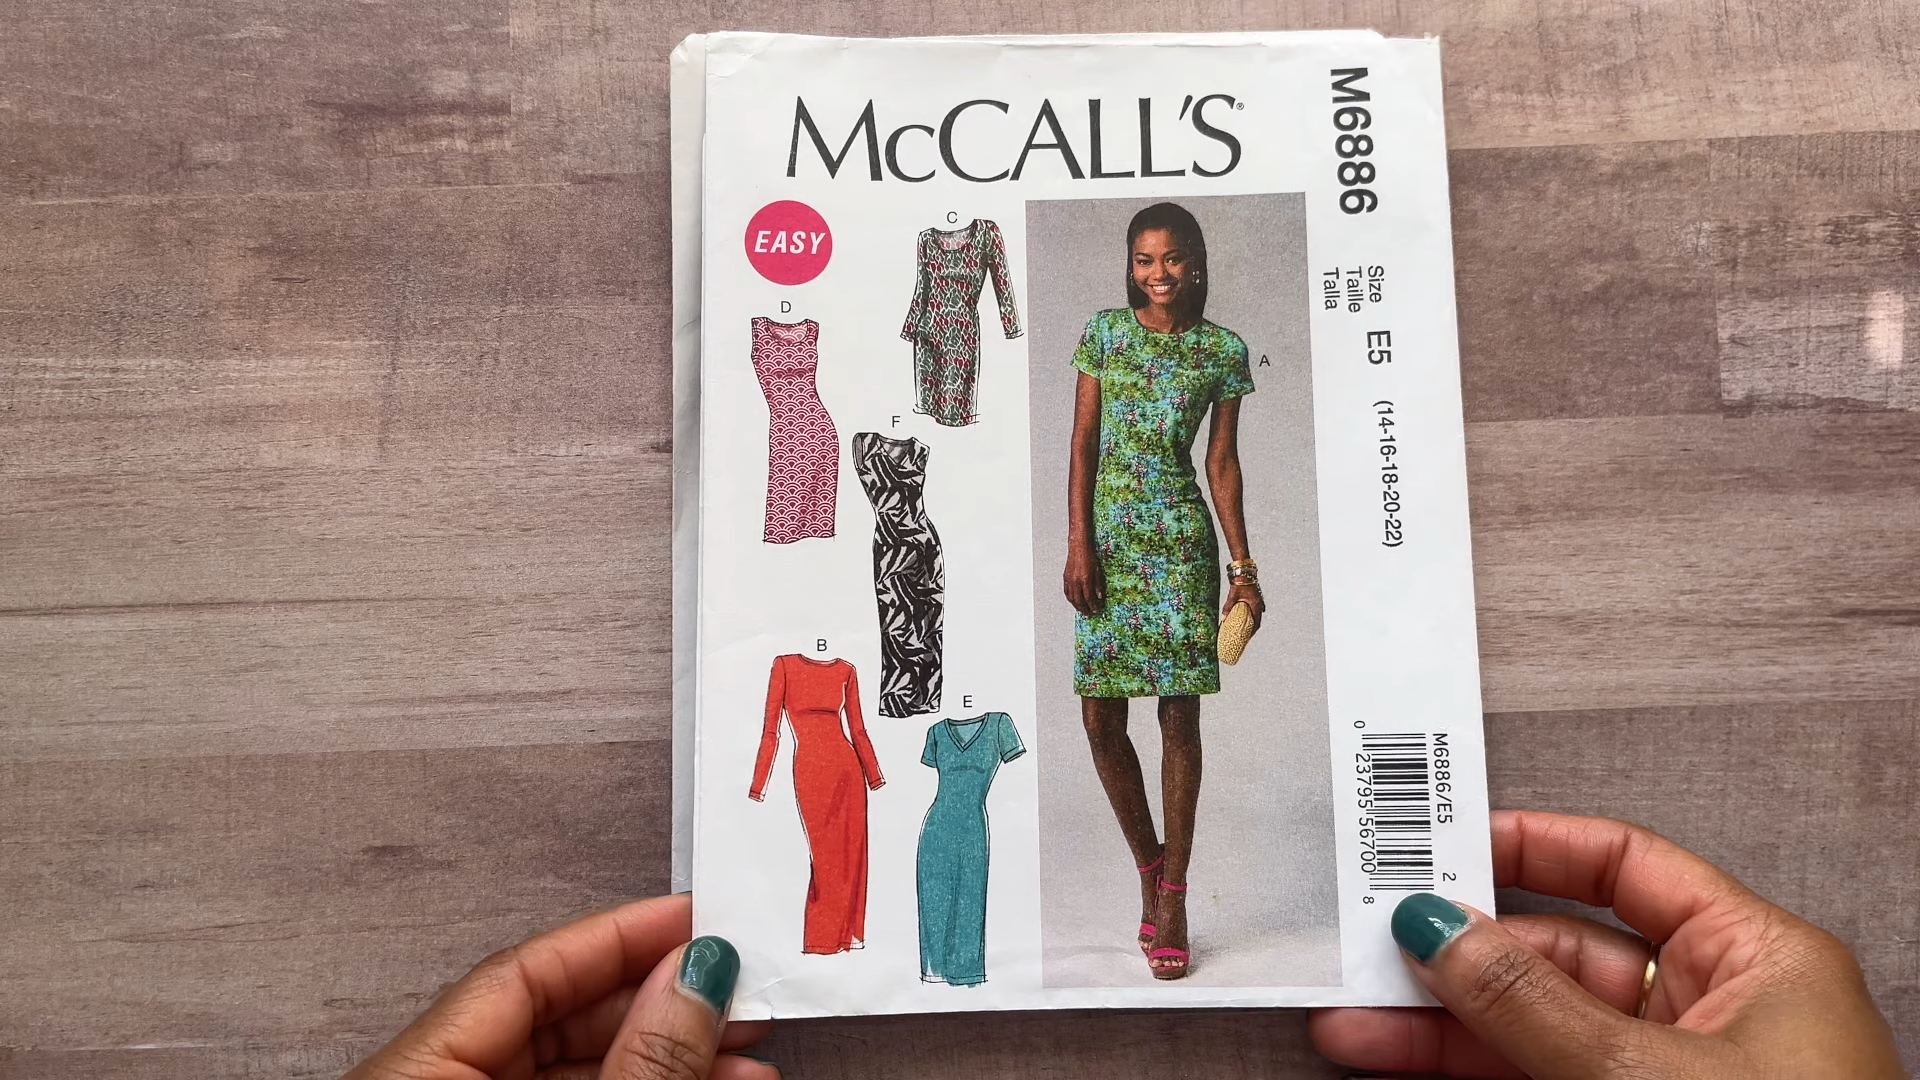 McCALL'S®
EASY
C
D
A
F
B
E
M6886
Size
Taille
Talla
E5
(14-16-18-20-22)
M6886/E5
0 23795 56700 8
2